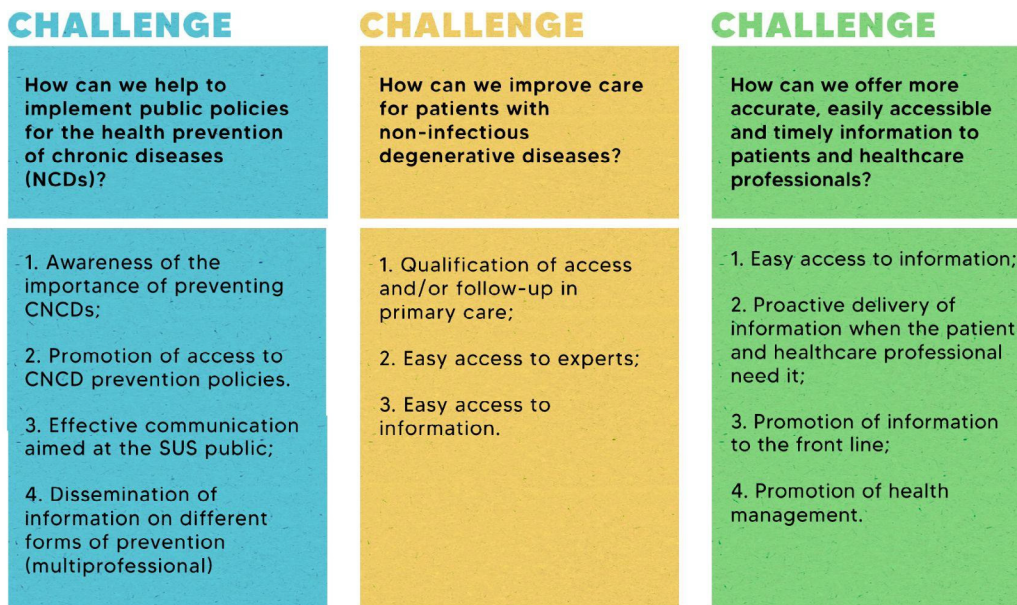 CHALLENGE
How can we help to
implement public policies
for the health prevention
of chronic diseases
(NCDs)?
1. Awareness of the
importance of preventing
CNCDs;
2. Promotion of access to
CNCD prevention policies.
3. Effective communication
aimed at the SUS public;
4. Dissemination of
information on different
forms of prevention
(multiprofessional)
CHALLENGE
How can we improve care
for patients with
non-infectious
degenerative diseases?
1. Qualification of access
and/or follow-up in
primary care;
2. Easy access to experts;
3. Easy access to
information.
CHALLENGE
How can we offer more
accurate, easily accessible
and timely information to
patients and healthcare
professionals?
1. Easy access to information;
2. Proactive delivery of
information when the patient
and healthcare professional
need it;
3. Promotion of information
to the front line;
4. Promotion of health
management.